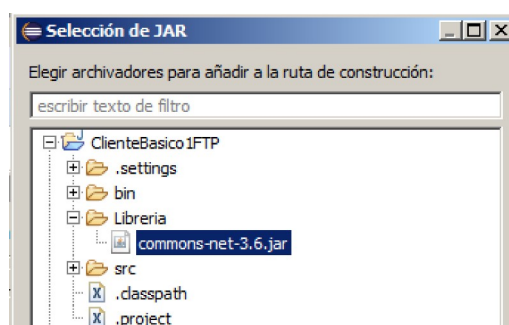 Selección de JAR
Elegir archivadores para añadir a la ruta de construcción:
escribir texto de filtro
ClienteBasico1FTP
.settings
bin
Libreria
commons-net-3.6.jar
src
.classpath
.project